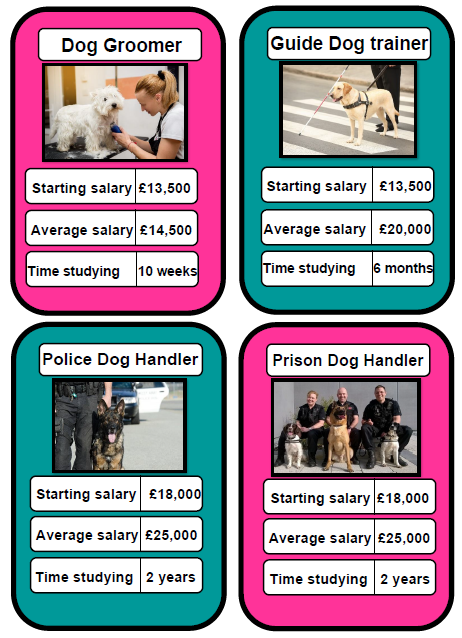 Dog Groomer
Starting salary £13,500
Average salary £14,500
Time studying 10 weeks
Guide Dog trainer
Starting salary £13,500
Average salary £20,000
Time studying 6 months
Police Dog Handler
Starting salary £18,000
Average salary £25,000
Time studying 2 years
Prison Dog Handler
Starting salary £18,000
Average salary £25,000
Time studying 2 years